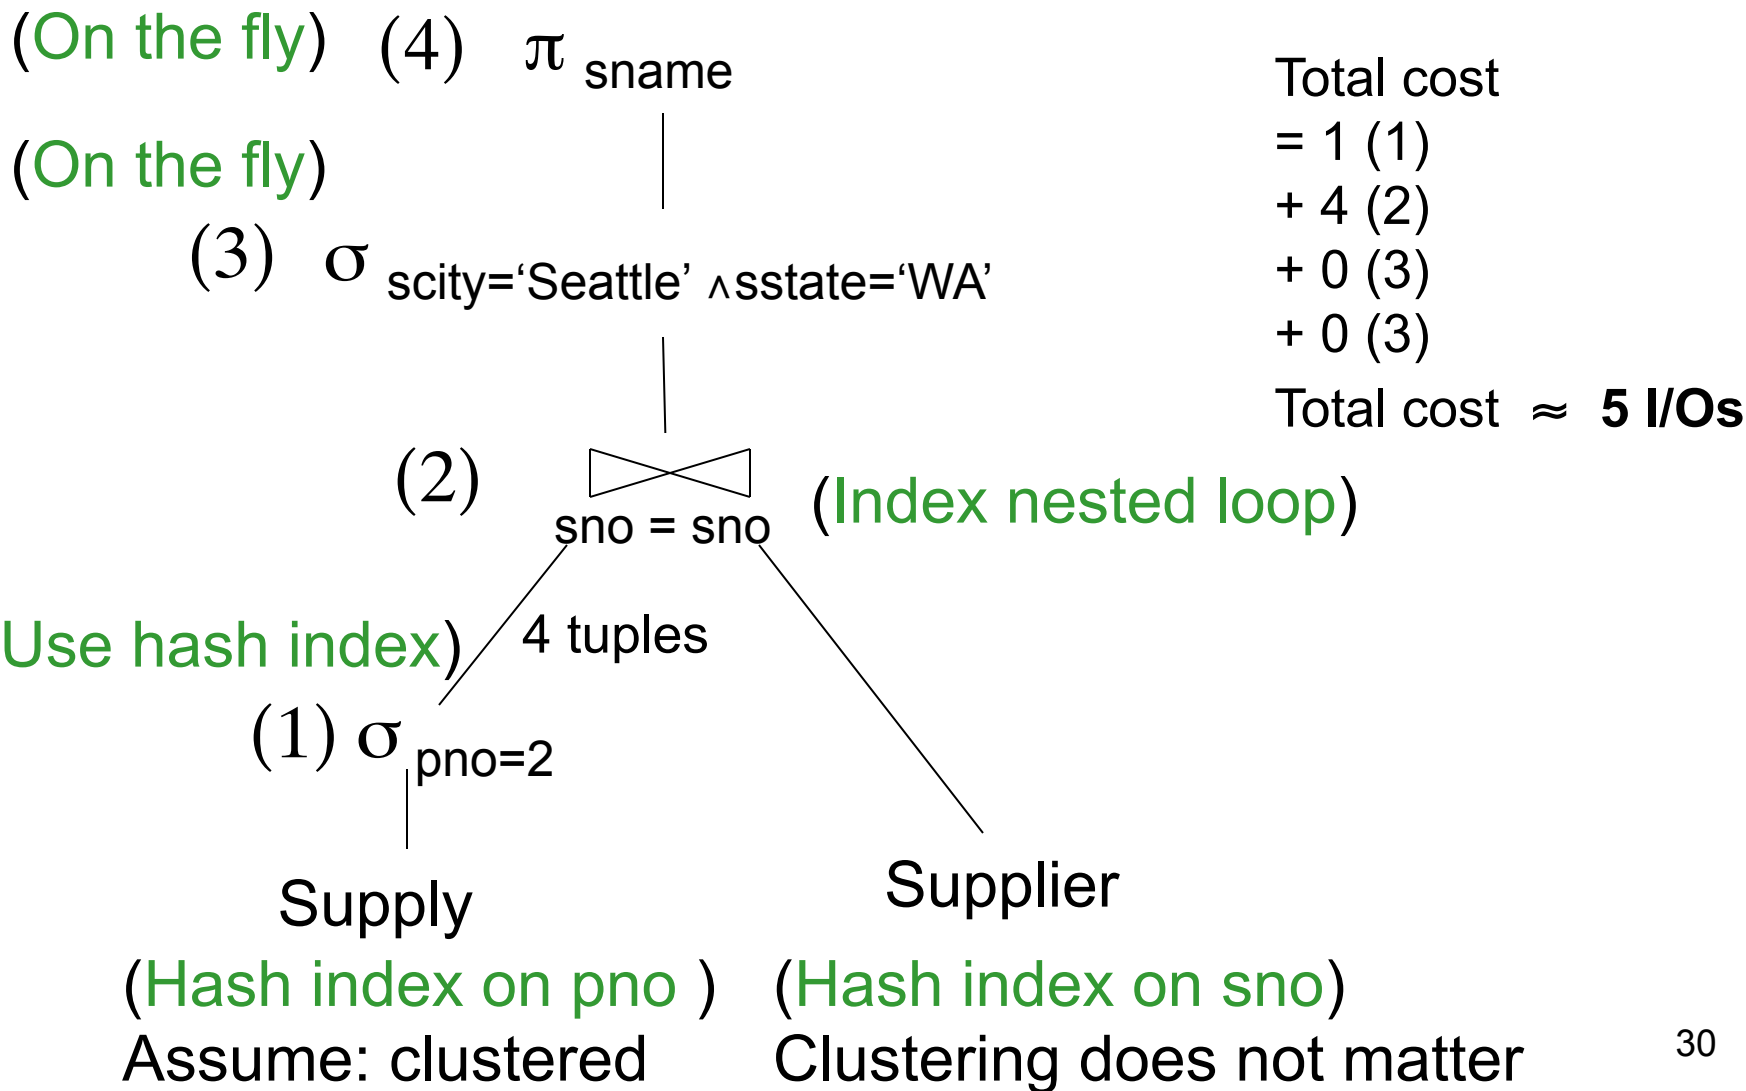 (On the fly) (4) π sname
(On the fly)
(3) σ scity=‘Seattle’ ∧sstate=‘WA’
Total cost
= 1 (1)
+ 4 (2)
+ 0 (3)
+ 0 (3)
Total cost ≈ 5 I/Os
(2)
sno = sno
(Index nested loop)
Use hash index)
4 tuples
(1) σ pno=2
Supply
(Hash index on pno )
Assume: clustered
Supplier
(Hash index on sno)
Clustering does not matter
30